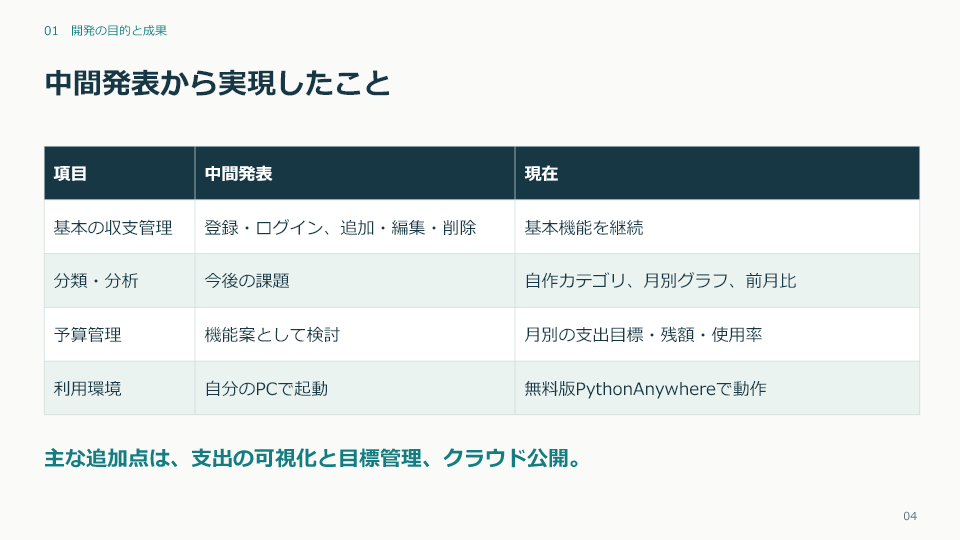 01 開発の目的と成果
中間発表から実現したこと
項目 中間発表 現在
基本の収支管理 登録・ログイン、追加・編集・削除 基本機能を継続
分類・分析 今後の課題 自作カテゴリ、月別グラフ、前月比
予算管理 機能案として検討 月別の支出目標・残額・使用率
利用環境 自分のPCで起動 無料版PythonAnywhereで動作
主な追加点は、支出の可視化と目標管理、クラウド公開。
04